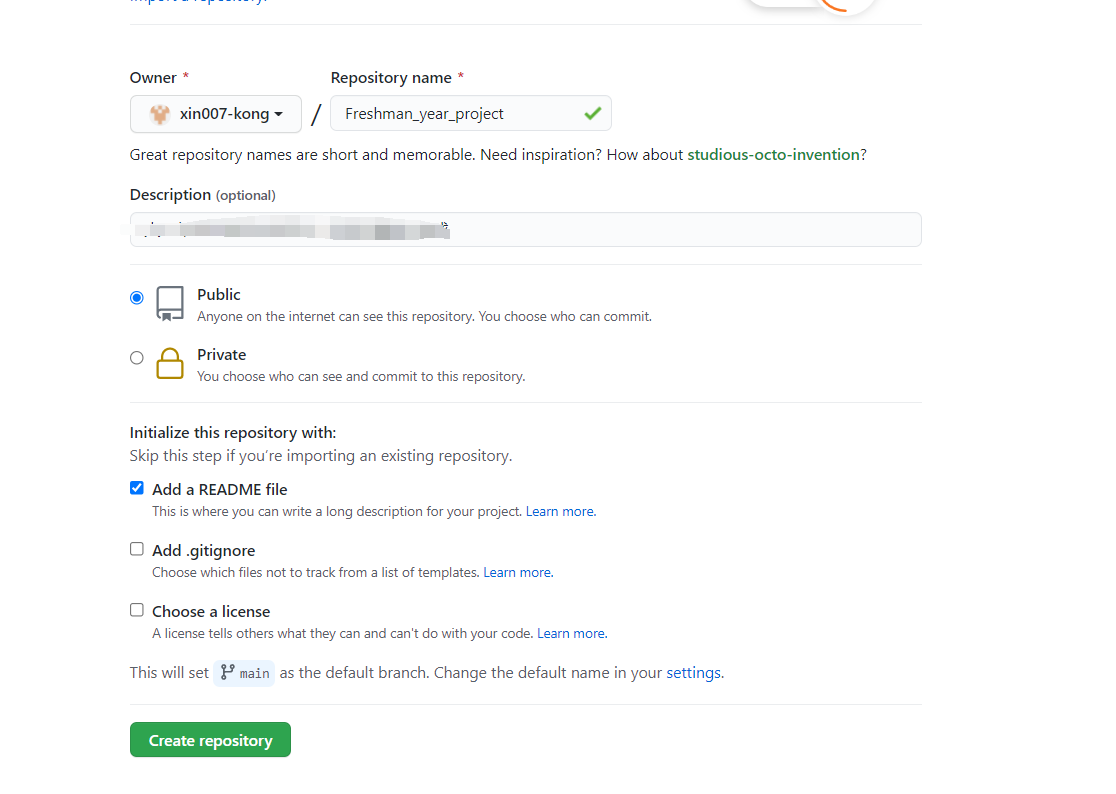 Import a repository.
Owner * Repository name *
xin007-kong / Freshman_year_project
Great repository names are short and memorable. Need inspiration? How about studious-octo-invention?
Description (optional)
Public
Anyone on the internet can see this repository. You choose who can commit.
Private
You choose who can see and commit to this repository.
Initialize this repository with:
Skip this step if you're importing an existing repository.
Add a README file
This is where you can write a long description for your project. Learn more.
Add .gitignore
Choose which files not to track from a list of templates. Learn more.
Choose a license
A license tells others what they can and can't do with your code. Learn more.
This will set main as the default branch. Change the default name in your settings.
Create repository